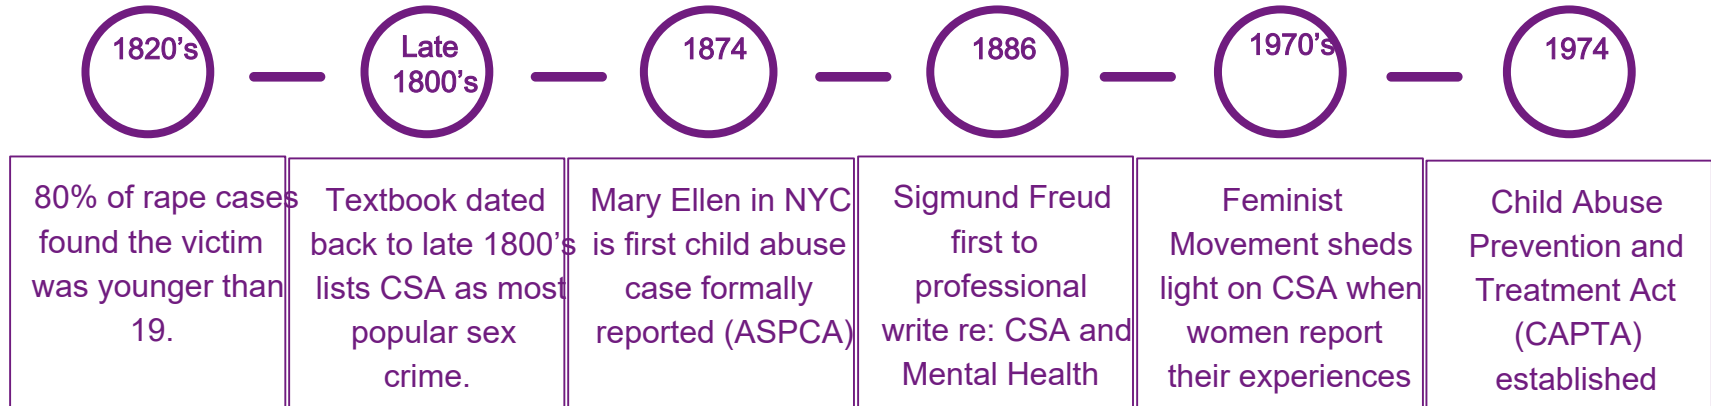 1820's
80% of rape cases
found the victim
was younger than
19.
Late
1800's
Textbook dated
back to late 1800's
lists CSA as most
popular sex
crime.
1874
Mary Ellen in NYC
is first child abuse
case formally
reported (ASPCA)
1886
Sigmund Freud
first to
professional
write re: CSA and
Mental Health
1970's
Feminist
Movement sheds
light on CSA when
women report
their experiences
1974
Child Abuse
Prevention and
Treatment Act
(CAPTA)
established